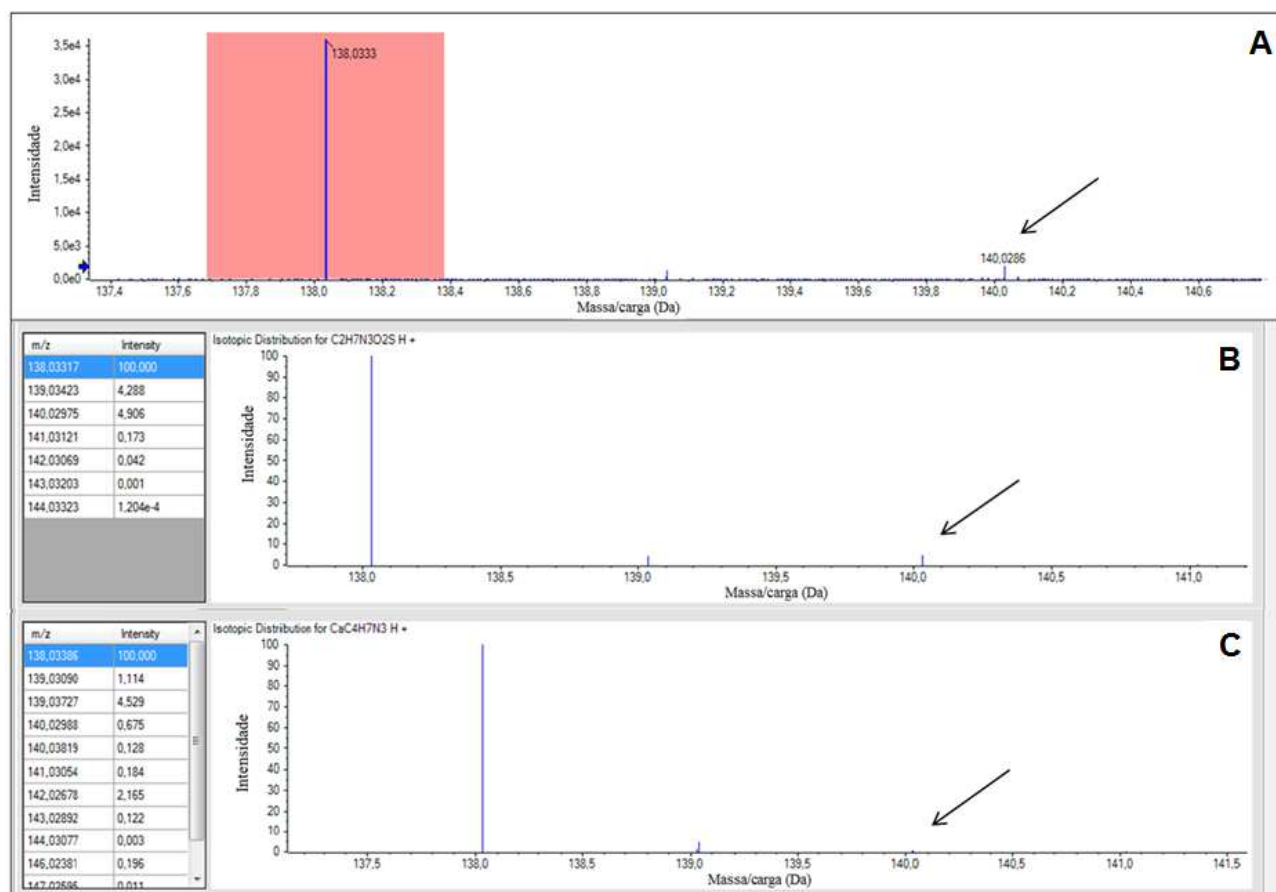 A
Intensidade
3,5e4
3,0e4
2,5e4
2,0e4
1,5e4
1,0e4
5,0e3
0,0e0
138,0333
140,0286
137,4 137,6 137,8 138,0 138,2 138,4 138,6 138,8 139,0 139,2 139,4 139,6 139,8 140,0 140,2 140,4 140,6
Massa/carga (Da)
m/z Intensity
138,03317 100,000
139,03423 4,288
140,02975 4,906
141,03121 0,173
142,03069 0,042
143,03203 0,001
144,03323 1,204e-4
Isotopic Distribution for C2H7N3O2S H +
B
Intensidade
100
90
80
70
60
50
40
30
20
10
0
138,0 138,5 139,0 139,5 140,0 140,5 141,0
Massa/carga (Da)
m/z Intensity
138,03386 100,000
139,03090 1,114
139,03727 4,529
140,02988 0,675
140,03819 0,128
141,03054 0,184
142,02678 2,165
143,02892 0,122
144,03077 0,003
146,02381 0,196
147,02595 0,011
Isotopic Distribution for CaC4H7N3 H +
C
Intensidade
100
90
80
70
60
50
40
30
20
10
0
137,5 138,0 138,5 139,0 139,5 140,0 140,5 141,0 141,5
Massa/carga (Da)